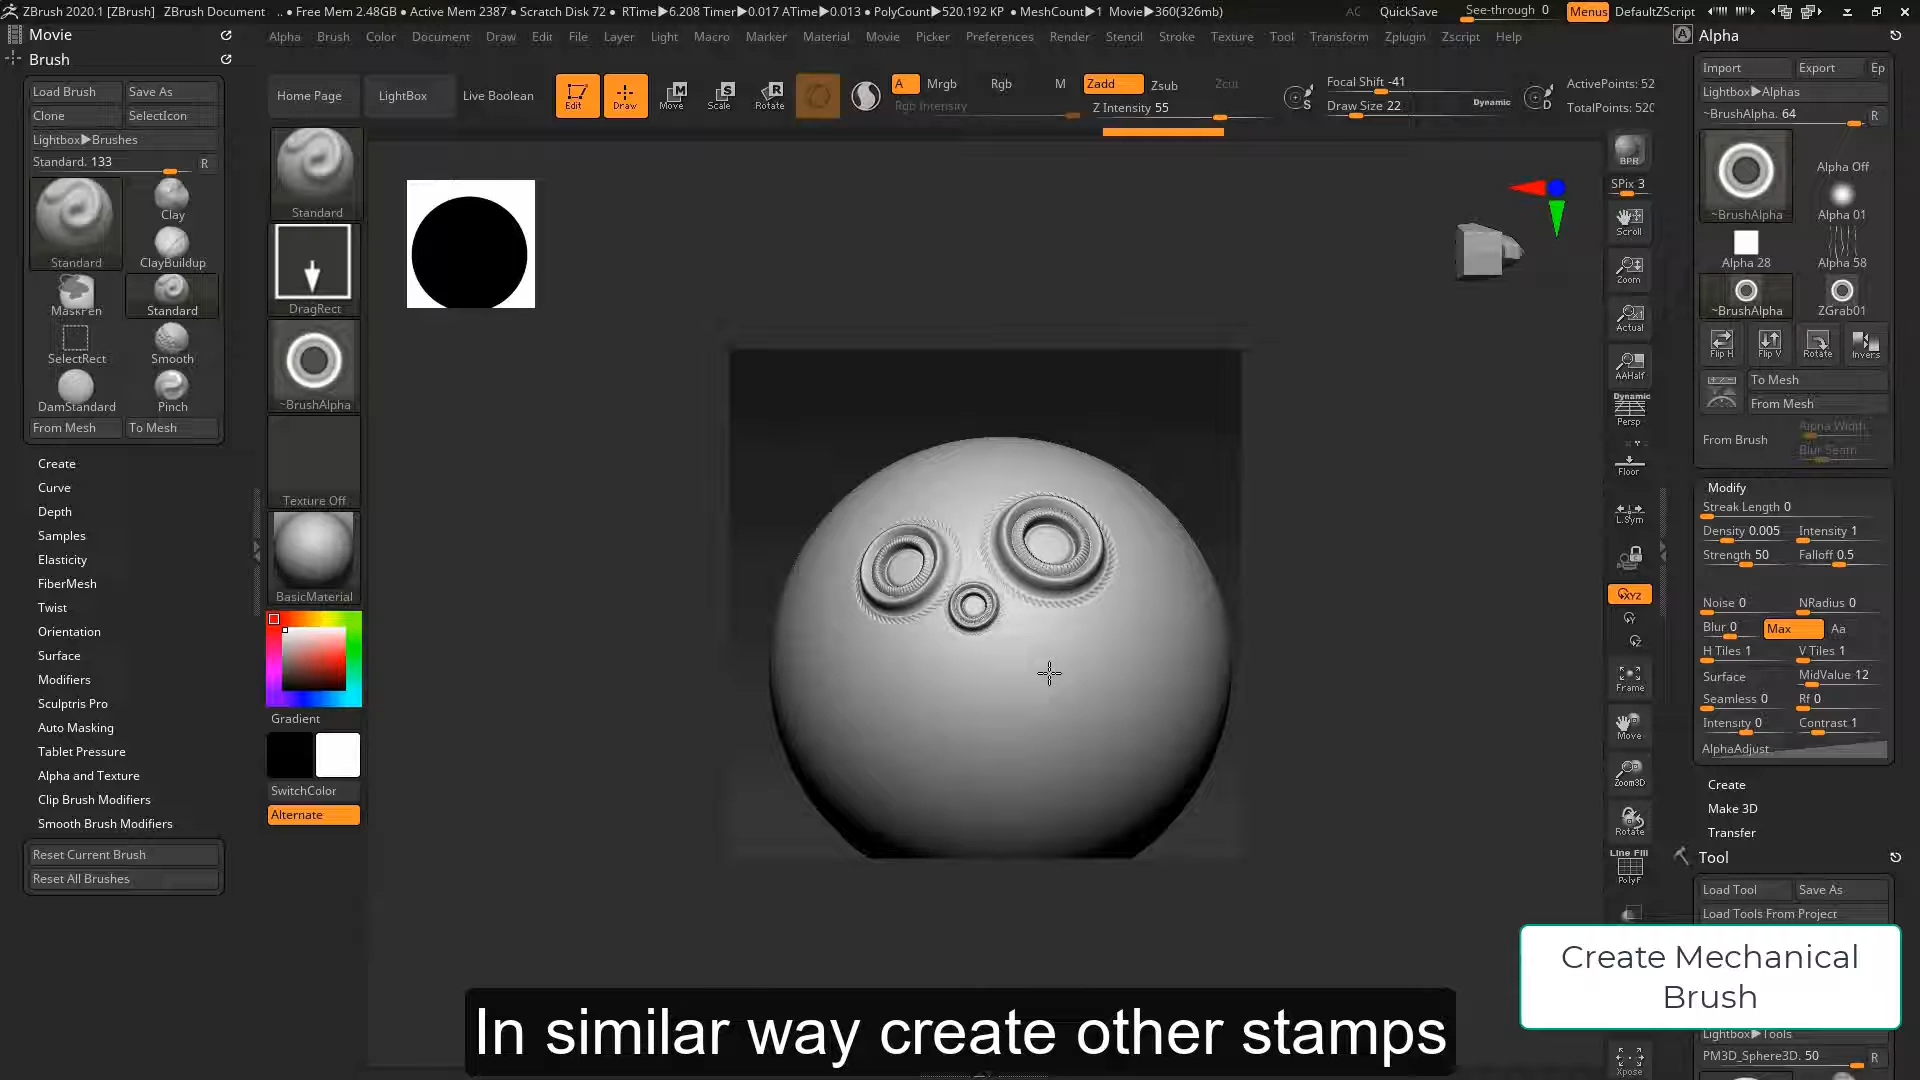 ZBrush 2020.1 [ZBrush] ZBrush Document .. ● Free Mem 2.48GB ● Active Mem 2387 ● Scratch Disk 72 ● RTime▶6.208 Timer▶0.017 ATime▶0.013 ● PolyCount▶520.192 KP ● MeshCount▶1 Movie▶360(326mb) AC QuickSave See-through 0 Menus DefaultZScript
Movie
Brush
Alpha Brush Color Document Draw Edit File Layer Light Macro Marker Material Movie Picker Preferences Render Stencil Stroke Texture Tool Transform Zplugin Zscript Help
Load Brush Save As
Clone SelectIcon
Lightbox▶Brushes
Standard. 133 R
Clay
Standard ClayBuildup
MaskPen Standard
SelectRect Smooth
DamStandard Pinch
From Mesh To Mesh
Create
Curve
Depth
Samples
Elasticity
FiberMesh
Twist
Orientation
Surface
Modifiers
Sculptris Pro
Auto Masking
Tablet Pressure
Alpha and Texture
Clip Brush Modifiers
Smooth Brush Modifiers
Reset Current Brush
Reset All Brushes
Home Page LightBox Live Boolean
Edit Draw Move Scale Rotate
A Mrgb Rgb M
Rgb Intensity
Zadd Zsub Zcut
Z Intensity 55
S Focal Shift -41
Draw Size 22 Dynamic
D ActivePoints: 52
TotalPoints: 520
Standard
DragRect
~BrushAlpha
Texture Off
BasicMaterial
Gradient
SwitchColor
Alternate
BPR
SPix 3
Scroll
Zoom
Actual
AAHalf
Dynamic
Persp
Floor
L.Sym
XYZ
Y
Z
Frame
Move
Zoom3D
Rotate
Line Fill
PolyF
Xpose
A Alpha
Import Export Ep
Lightbox▶Alphas
~BrushAlpha. 64 R
Alpha Off
~BrushAlpha Alpha 01
Alpha 28 Alpha 58
~BrushAlpha ZGrab01
Flip H Flip V Rotate Invers
To Mesh
From Mesh
Alpha Width
From Brush
Blur Seam
Modify
Streak Length 0
Density 0.005 Intensity 1
Strength 50 Falloff 0.5
Noise 0 NRadius 0
Blur 0 Max Aa
H Tiles 1 V Tiles 1
Surface MidValue 12
Seamless 0 Rf 0
Intensity 0 Contrast 1
AlphaAdjust
Create
Make 3D
Transfer
Tool
Load Tool Save As
Load Tools From Project
Create Mechanical
Brush
Lightbox▶Tools
PM3D_Sphere3D. 50 R
In similar way create other stamps